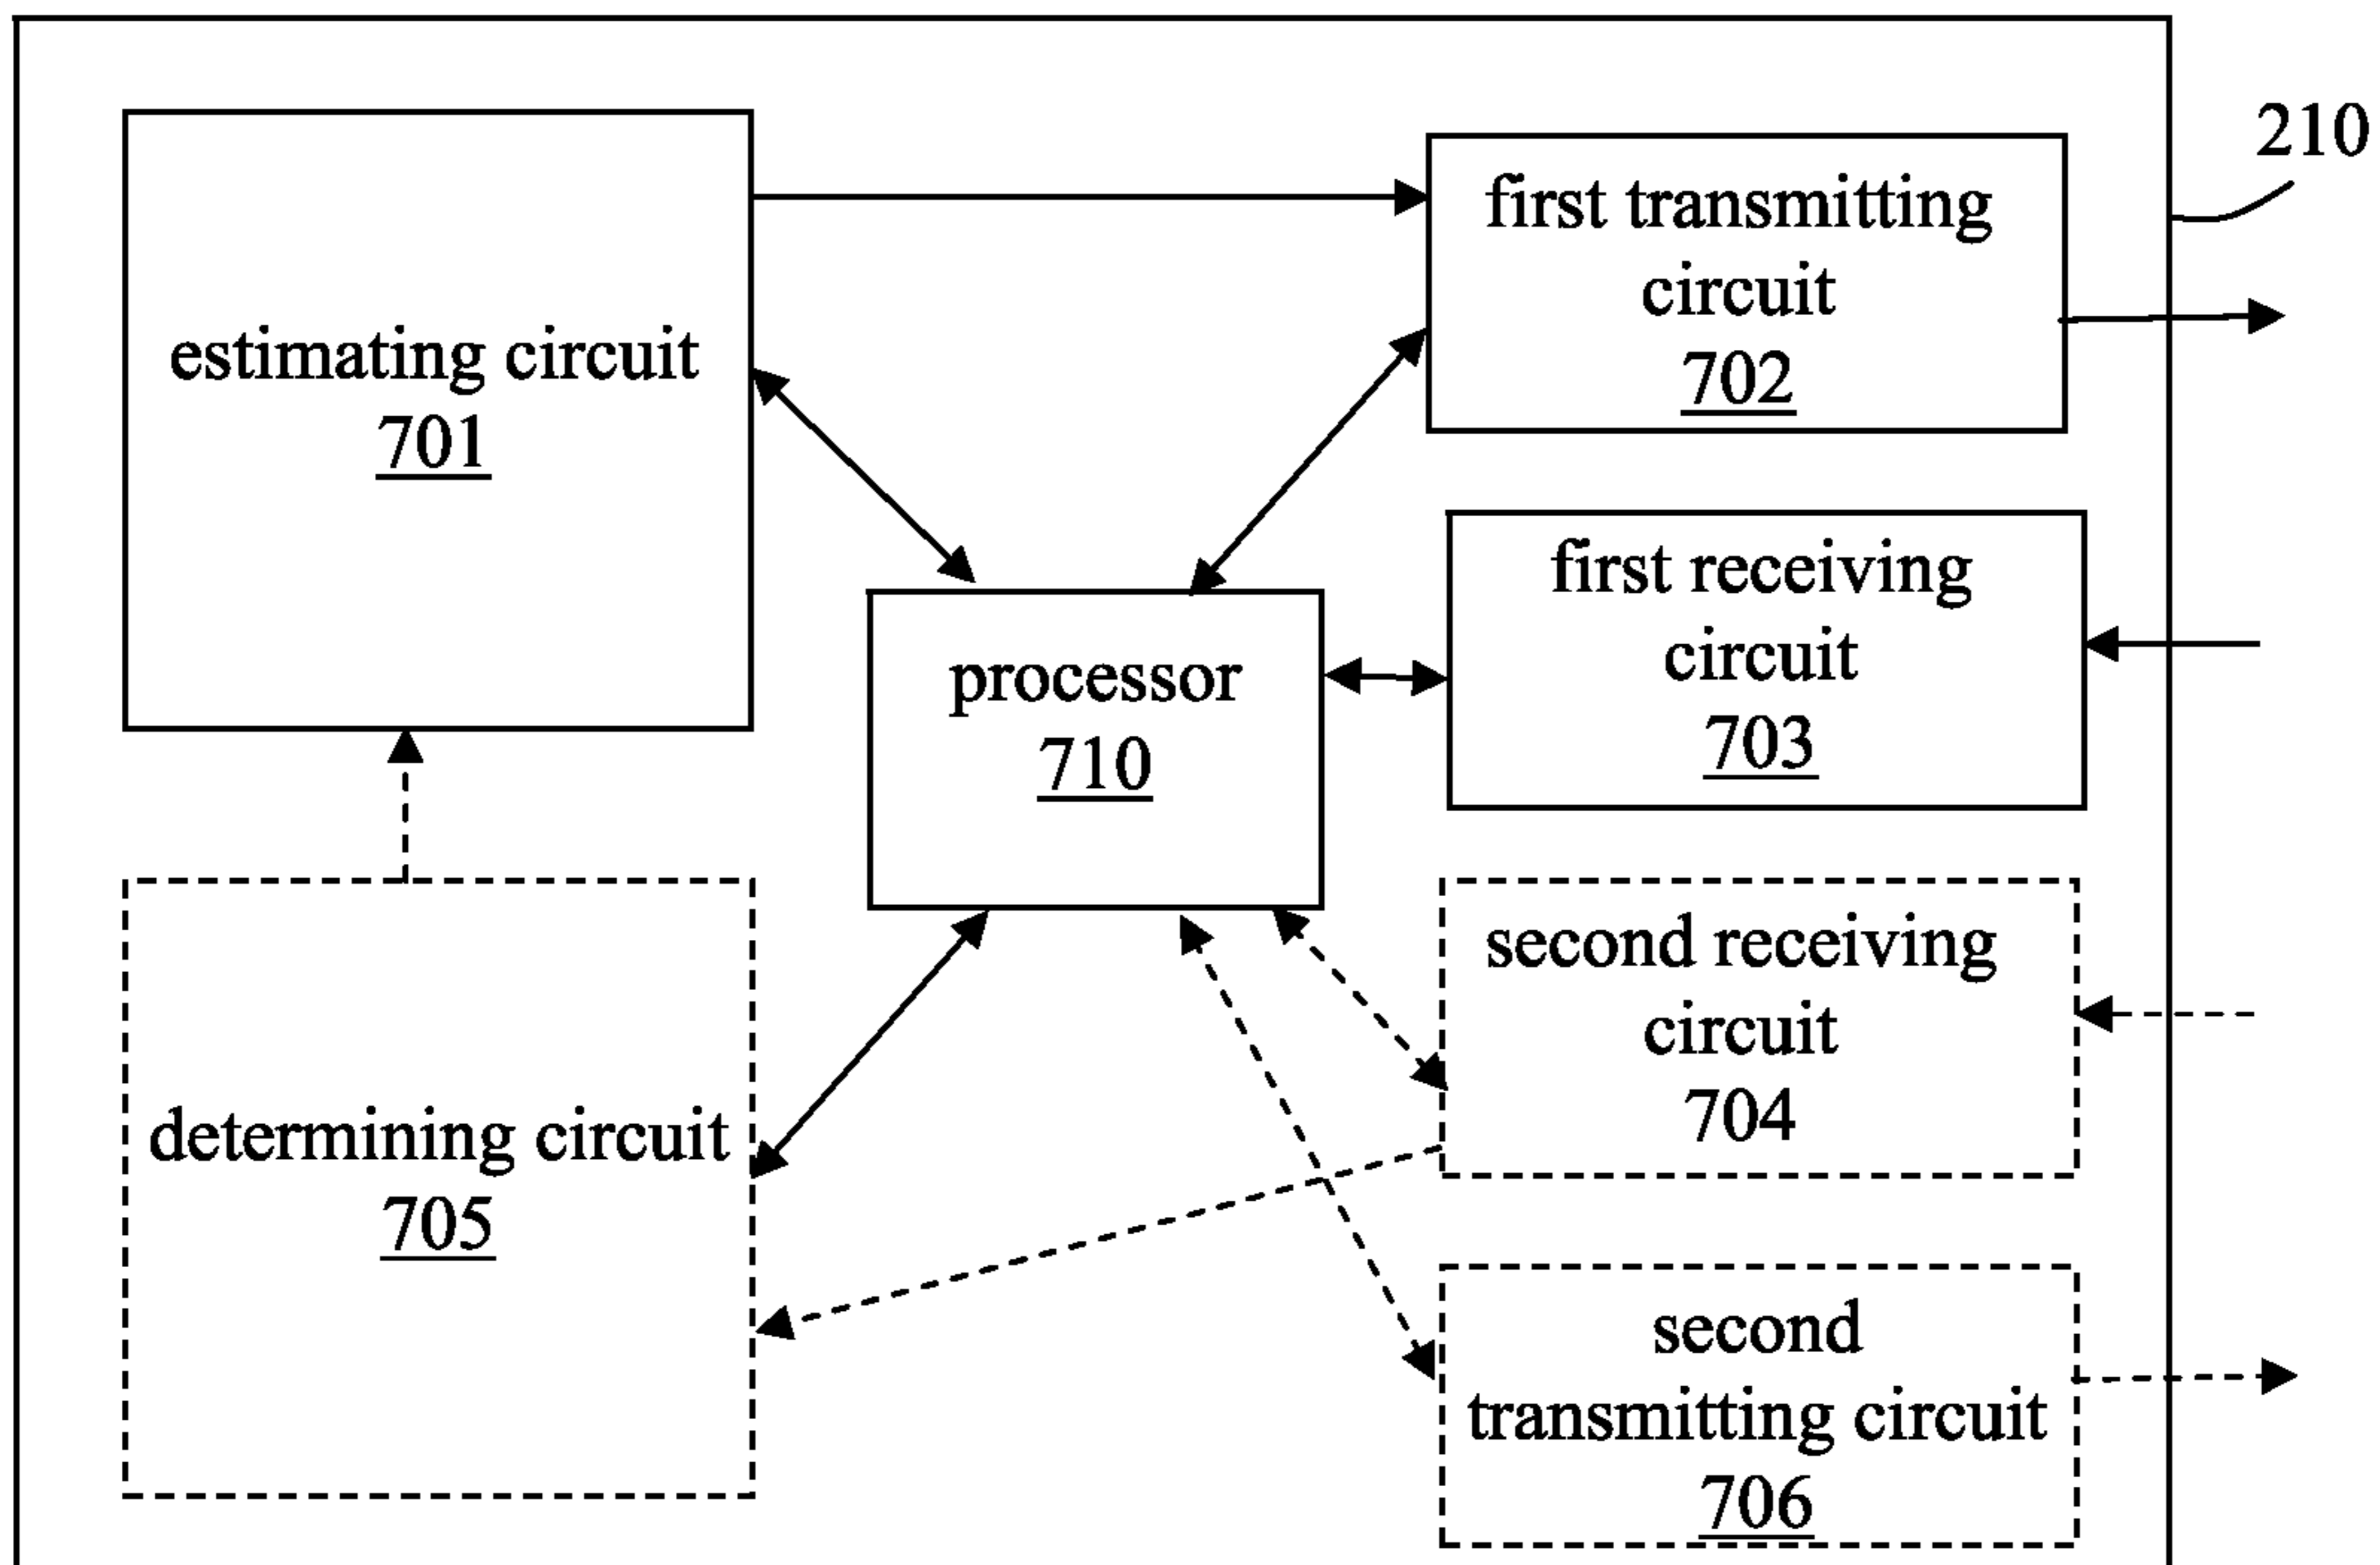 210
estimating circuit
701
first transmitting
circuit
702
first receiving
circuit
703
processor
710
second receiving
circuit
704
determining circuit
705
second
transmitting circuit
706